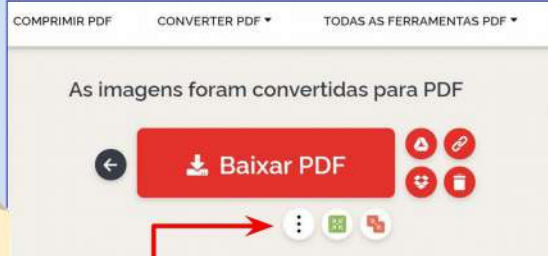 COMPRIMIR PDF CONVERTER PDF TODAS AS FERRAMENTAS PDF
As imagens foram convertidas para PDF
Baixar PDF